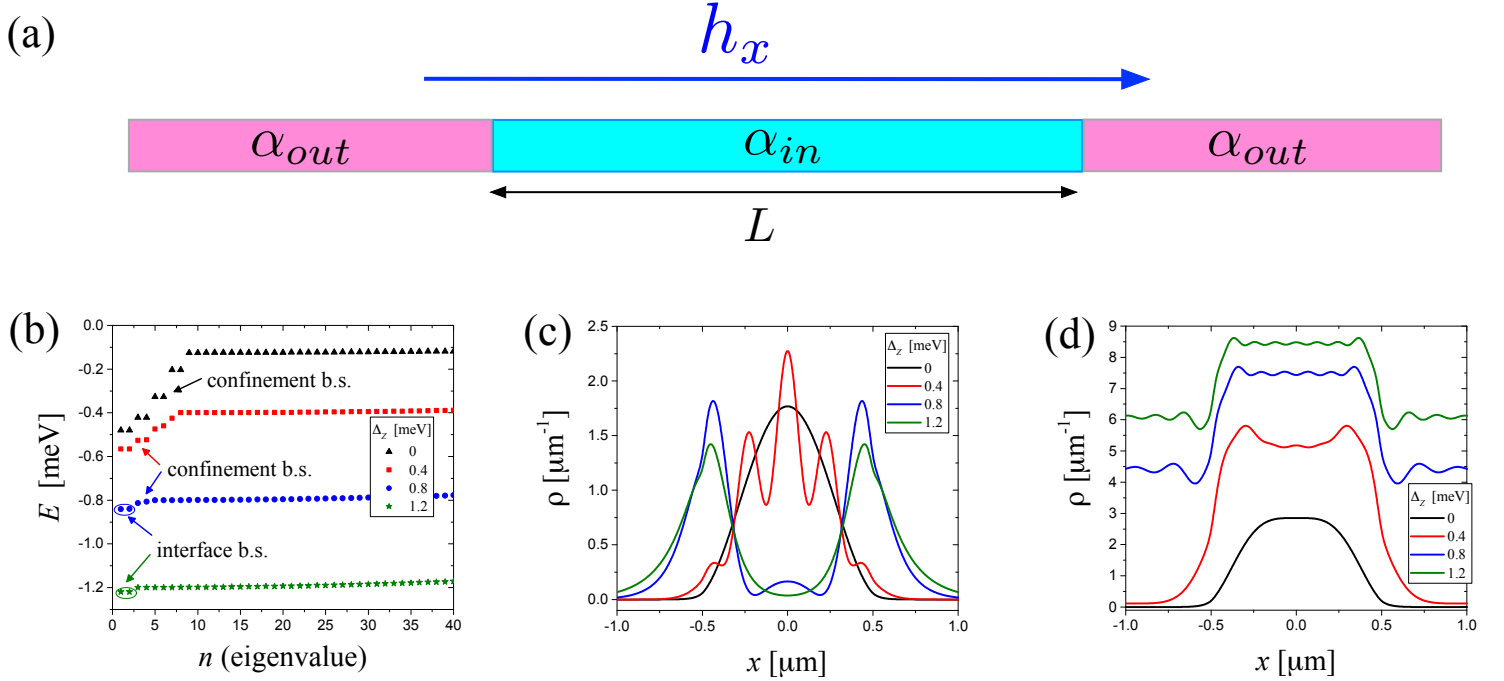 (a)
h_x
α_out α_in α_out
L
(b)
E [meV]
0.0
-0.2
-0.4
-0.6
-0.8
-1.0
-1.2
confinement b.s.
confinement b.s.
interface b.s.
Δ_Z [meV]
0
0.4
0.8
1.2
0 5 10 15 20 25 30 35 40
n (eigenvalue)
(c)
ρ [μm⁻¹]
2.5
2.0
1.5
1.0
0.5
0.0
Δ_Z [meV]
0
0.4
0.8
1.2
-1.0 -0.5 0.0 0.5 1.0
x [μm]
(d)
ρ [μm⁻¹]
9
8
7
6
5
4
3
2
1
0
Δ_Z [meV]
0
0.4
0.8
1.2
-1.0 -0.5 0.0 0.5 1.0
x [μm]